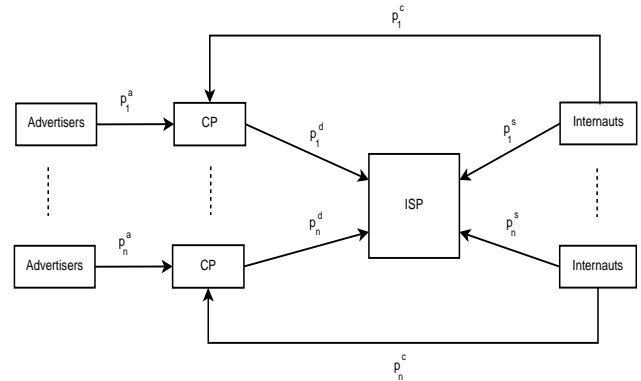 p_1^c
p_1^a
Advertisers
CP
p_1^d
p_1^s
Internauts
ISP
p_n^a
p_n^d
p_n^s
Advertisers
CP
Internauts
p_n^c